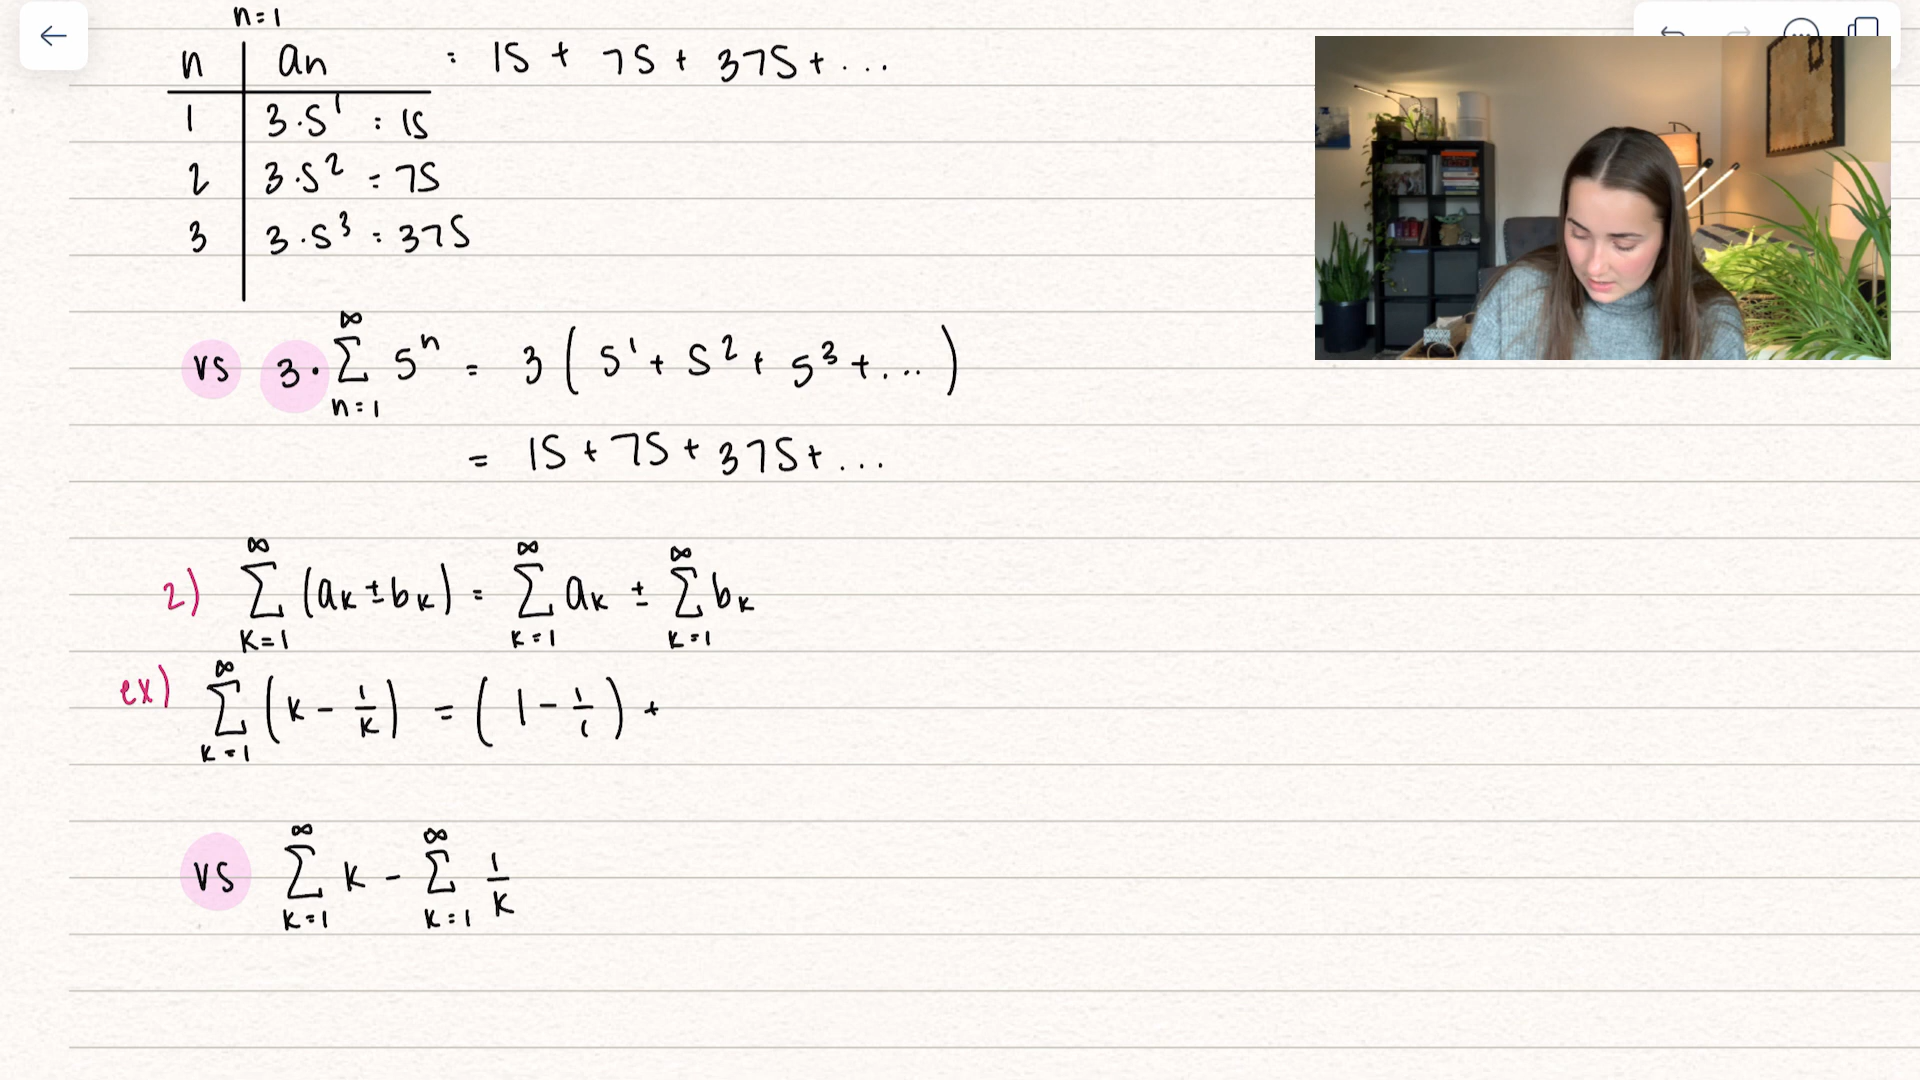 n=1
n | an = 15 + 75 + 375 + ...
1 | 3·5¹ = 15
2 | 3·5² = 75
3 | 3·5³ = 375
vs 3·∑_{n=1}^{∞} 5ⁿ = 3(5¹ + 5² + 5³ + ...)
= 15 + 75 + 375 + ...
2) ∑_{k=1}^{∞} (aₖ ± bₖ) = ∑_{k=1}^{∞} aₖ ± ∑_{k=1}^{∞} bₖ
ex) ∑_{k=1}^{∞} (k - 1/k) = (1 - 1/1) +
vs ∑_{k=1}^{∞} k - ∑_{k=1}^{∞} 1/k